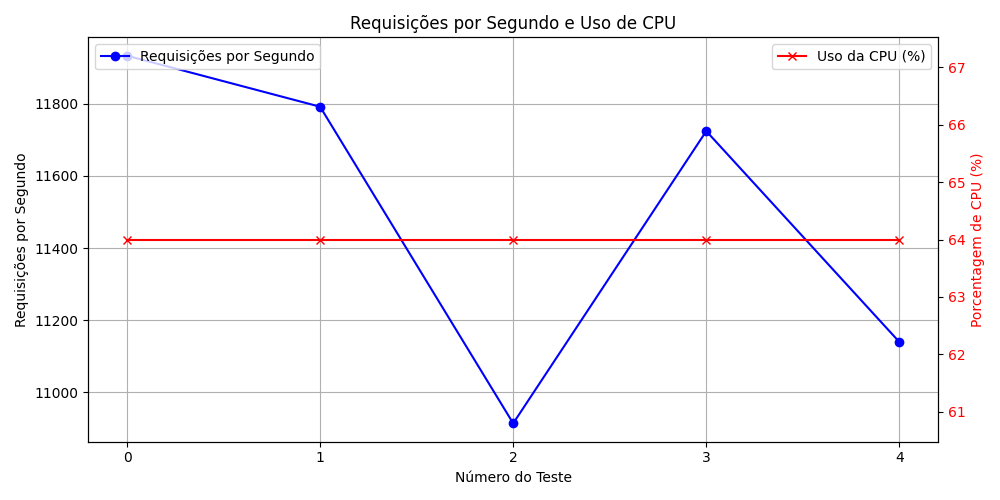 Requisições por Segundo e Uso de CPU
Requisições por Segundo
Uso da CPU (%)
Requisições por Segundo
11800
11600
11400
11200
11000
67
66
65
64
63
62
61
Porcentagem de CPU (%)
0 1 2 3 4
Número do Teste